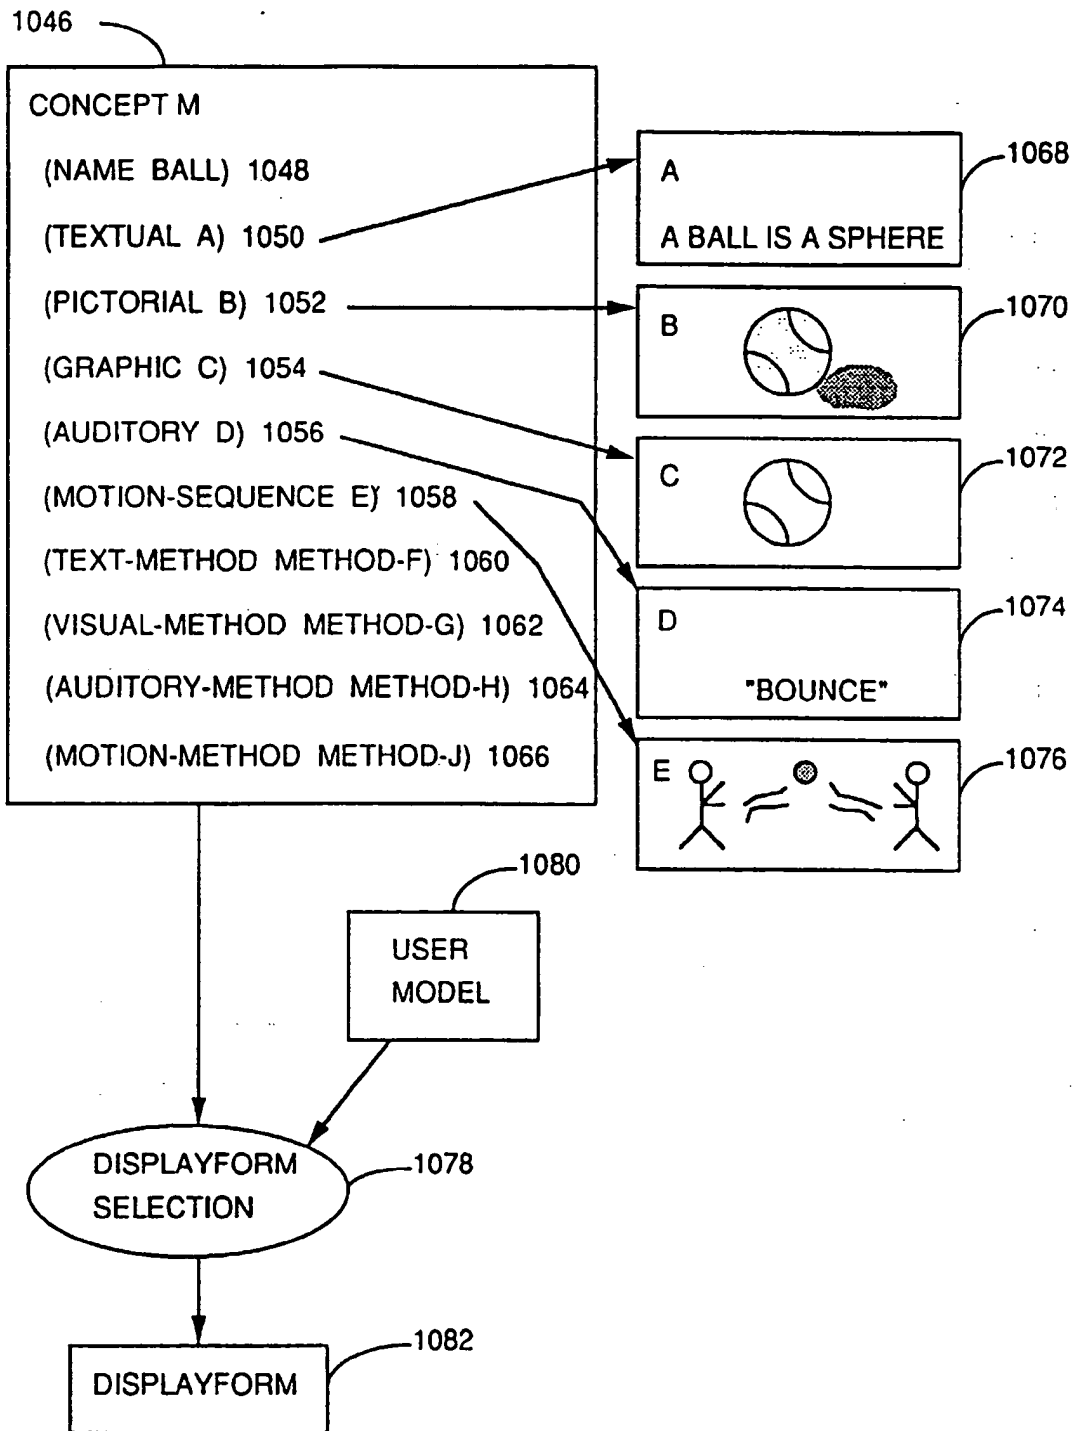 1046
CONCEPT M
(NAME BALL) 1048
(TEXTUAL A) 1050
(PICTORIAL B) 1052
(GRAPHIC C) 1054
(AUDITORY D) 1056
(MOTION-SEQUENCE E) 1058
(TEXT-METHOD METHOD-F) 1060
(VISUAL-METHOD METHOD-G) 1062
(AUDITORY-METHOD METHOD-H) 1064
(MOTION-METHOD METHOD-J) 1066
A
1068
A BALL IS A SPHERE
B
1070
C
1072
D
1074
"BOUNCE"
E
1076
1080
USER
MODEL
DISPLAYFORM
SELECTION
1078
1082
DISPLAYFORM